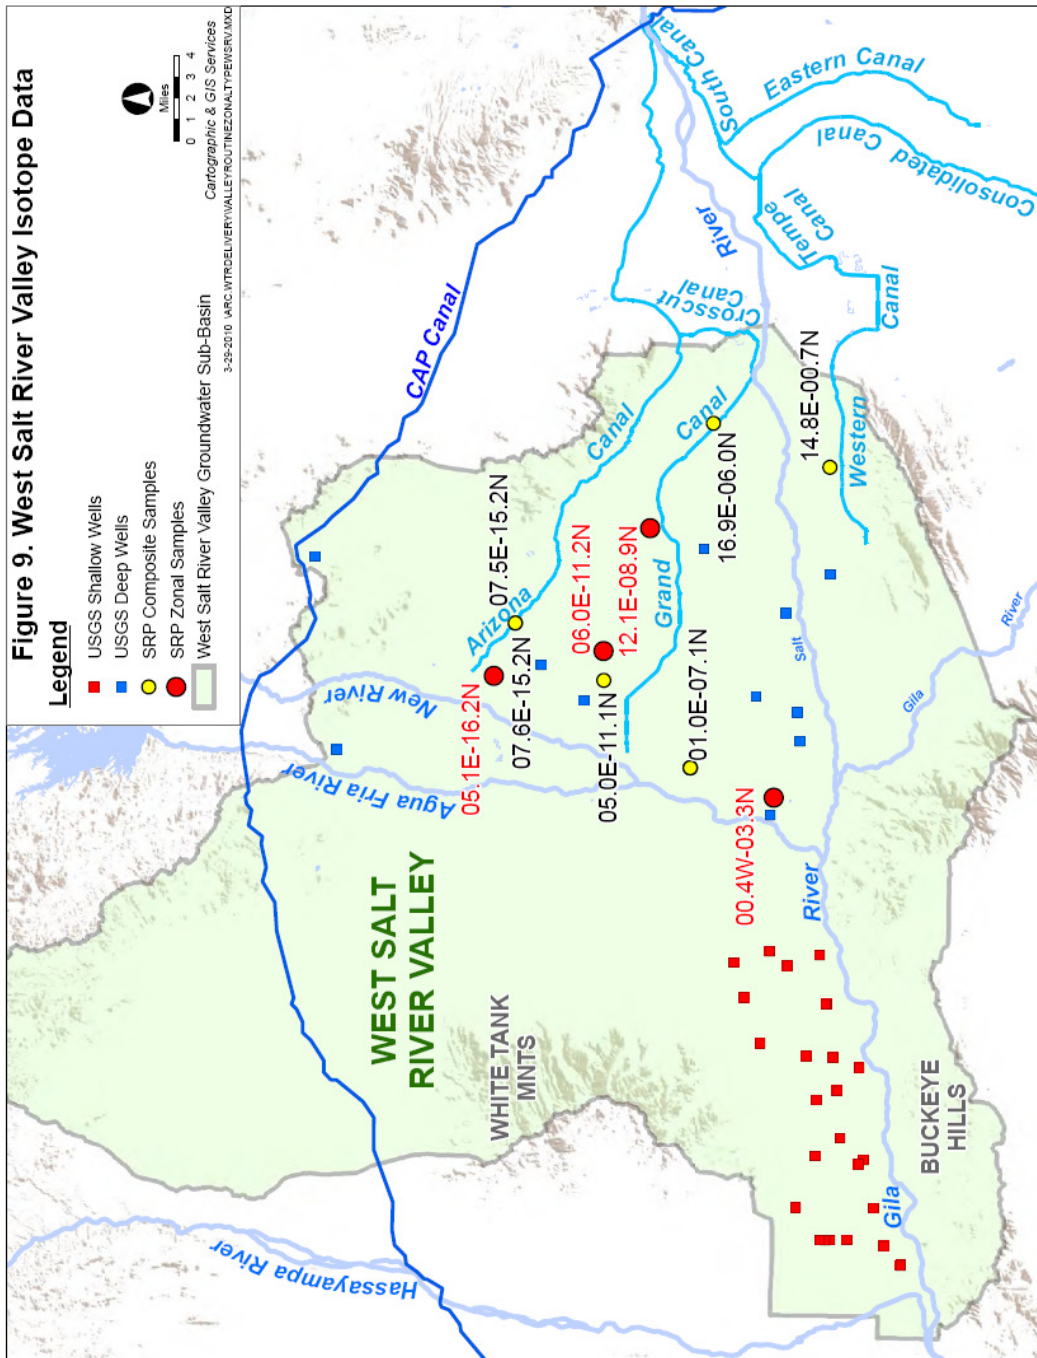 Figure 9. West Salt River Valley Isotope Data
Legend
USGS Shallow Wells
USGS Deep Wells
SRP Composite Samples
SRP Zonal Samples
West Salt River Valley Groundwater Sub-Basin
0 1 2 3 4
Miles
Cartographic & GIS Services
CAP Canal
New River
Agua Fria River
Hassayampa River
WEST SALT
RIVER VALLEY
WHITE TANK
MNTS
BUCKEYE
HILLS
05.1E-16.2N
07.5E-15.2N
07.6E-15.2N
Arizona
Canal
06.0E-11.2N
12.1E-08.9N
05.0E-11.1N
Grand
Canal
Crosscut
Canal
16.9E-06.0N
01.0E-07.1N
14.8E-00.7N
00.4W-03.3N
South Canal
Eastern Canal
Consolidated Canal
Tempe
Canal
Western
Canal
River
Salt
River
Gila
River
Gila